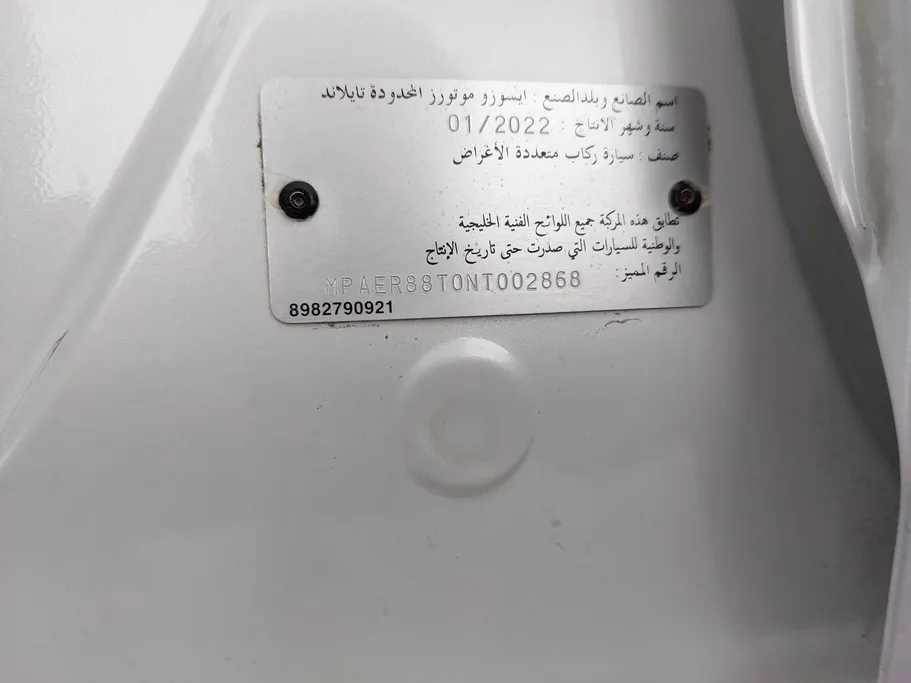 اسم الصانع وبلد الصنع : ايسوزو موتورز المحدودة تايلاند
سنة وشهر الانتاج : 01/2022
صنف : سيارة ركاب متعددة الأغراض
تطابق هذه المركبة جميع اللوائح الفنية الخليجية
والوطنية للسيارات التي صدرت حتى تاريخ الإنتاج
الرقم المميز: MPAER88T0NT002868
8982790921